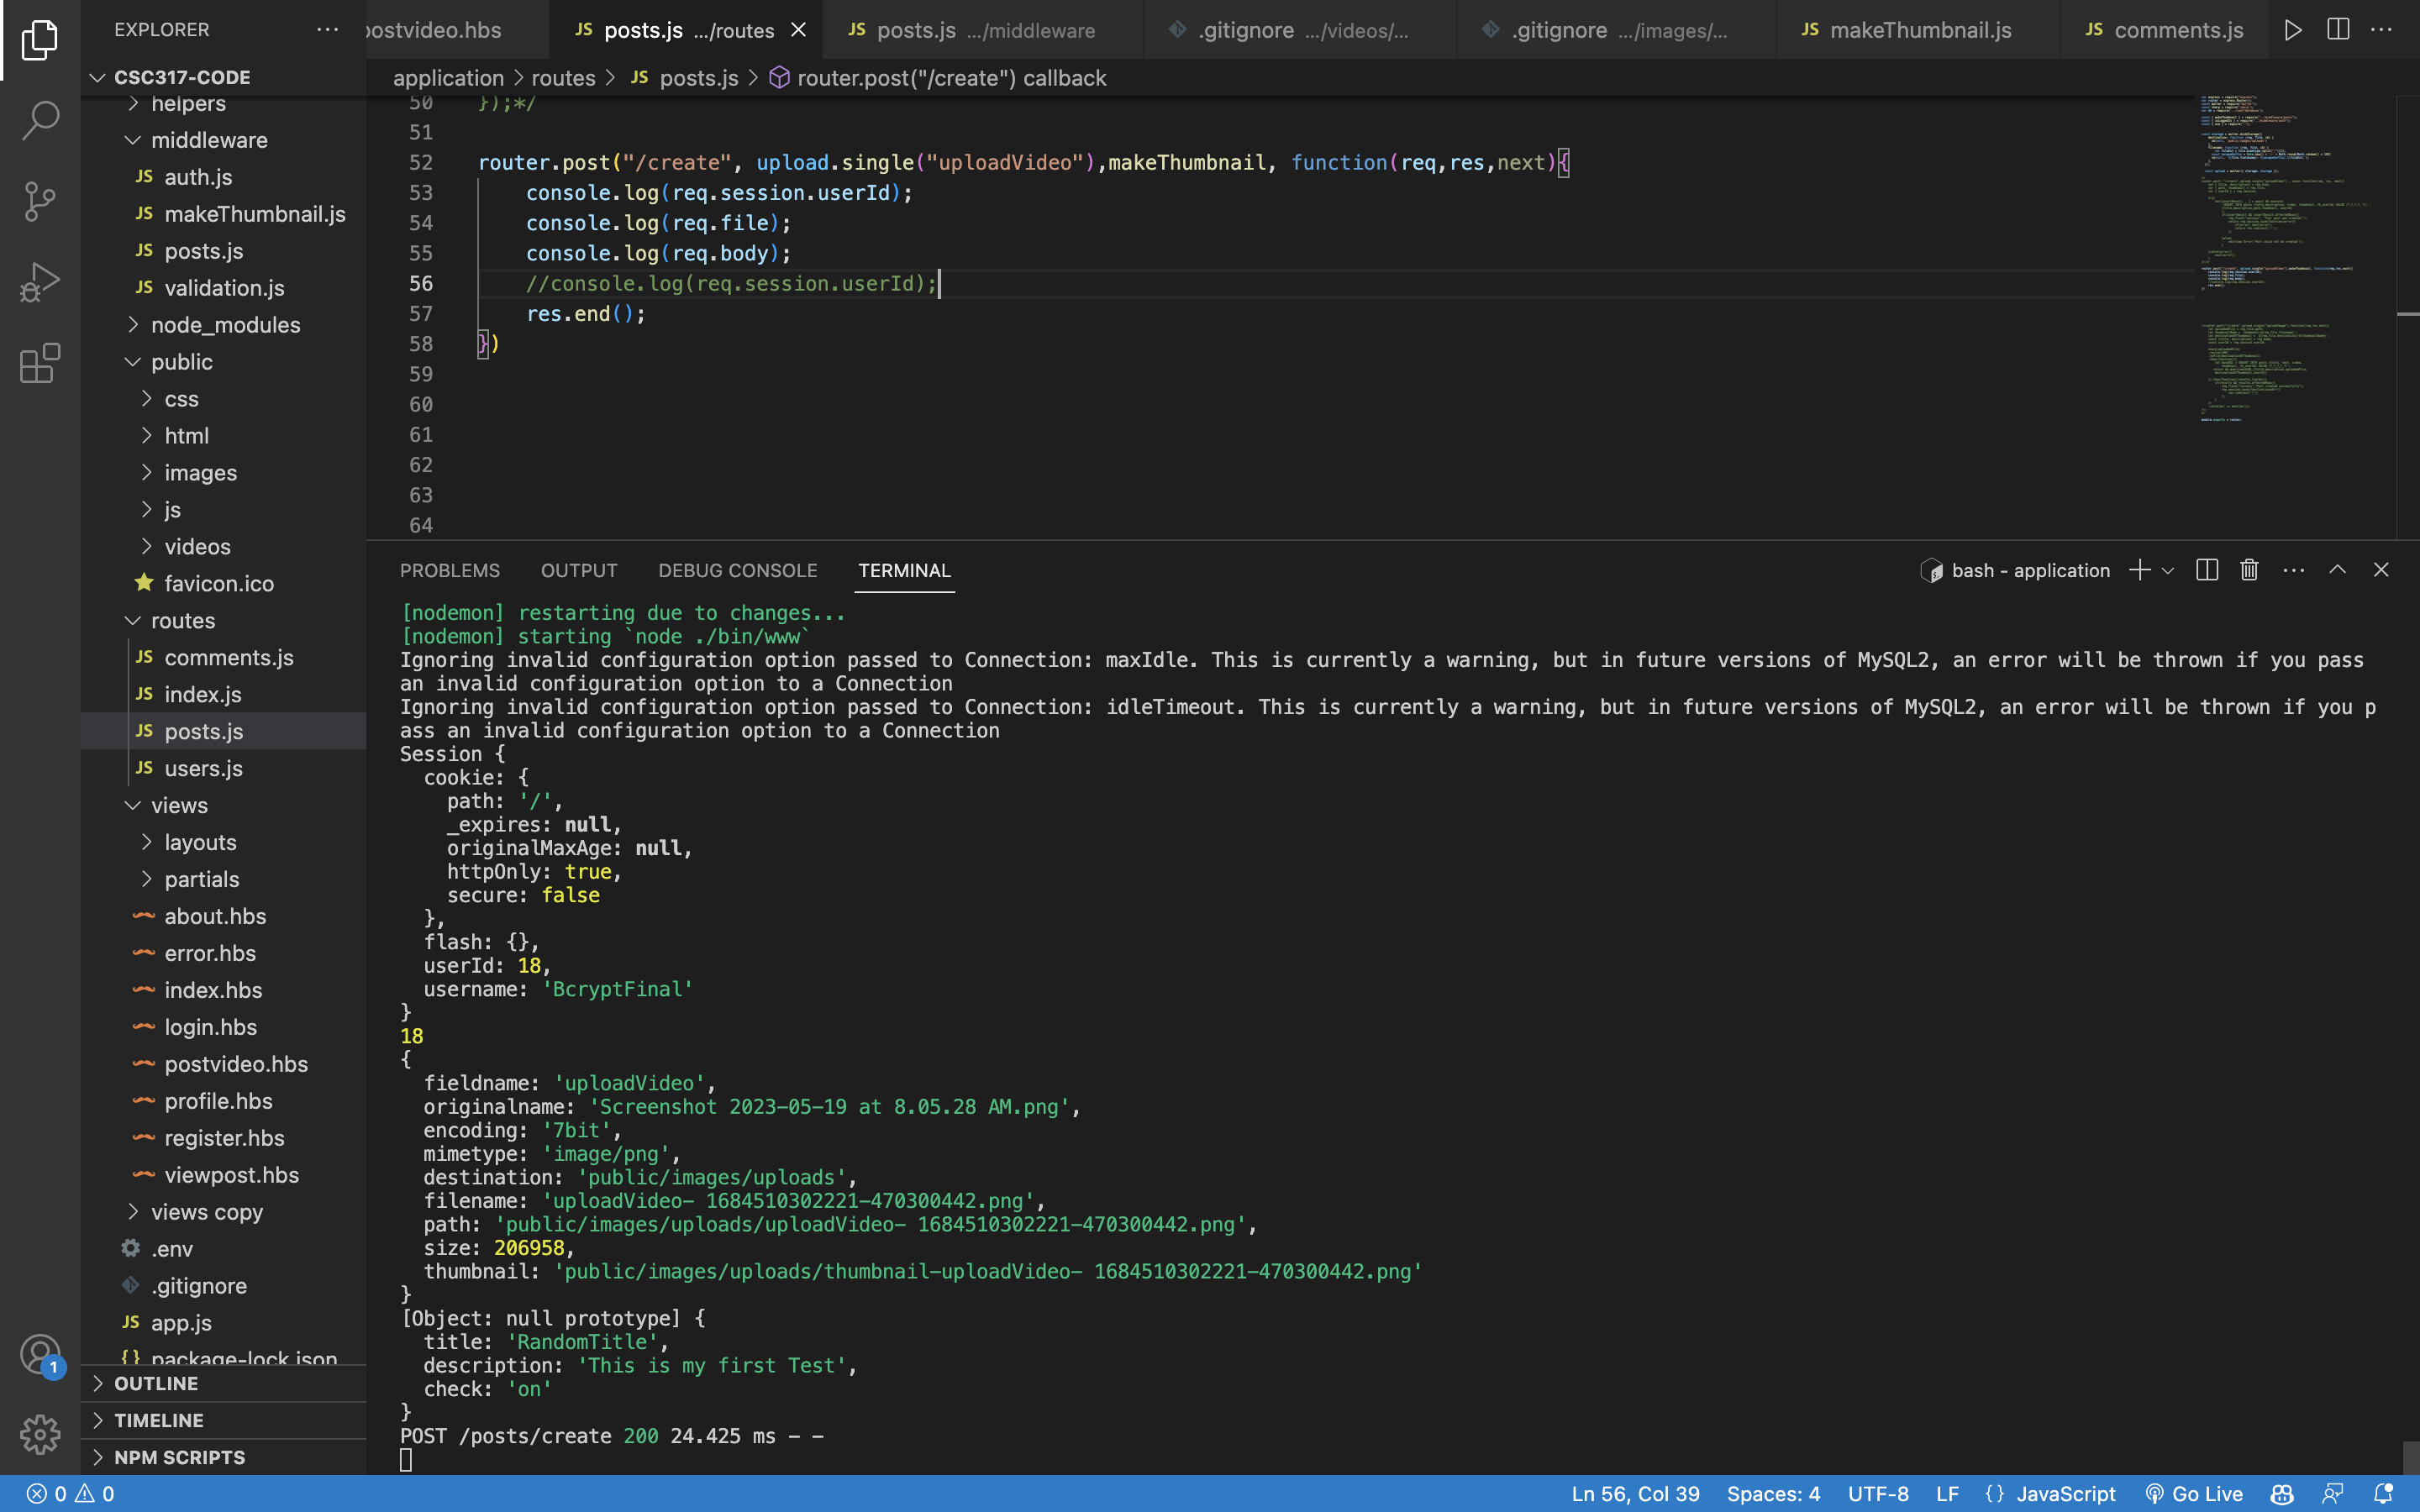 EXPLORER
postvideo.hbs
JS posts.js .../routes
JS posts.js .../middleware
.gitignore .../videos/...
.gitignore .../images/...
JS makeThumbnail.js
JS comments.js
CSC317-CODE
application > routes > JS posts.js > router.post("/create") callback
helpers
middleware
JS auth.js
JS makeThumbnail.js
JS posts.js
JS validation.js
node_modules
public
css
html
images
js
videos
favicon.ico
routes
JS comments.js
JS index.js
JS posts.js
JS users.js
views
layouts
partials
about.hbs
error.hbs
index.hbs
login.hbs
postvideo.hbs
profile.hbs
register.hbs
viewpost.hbs
views copy
.env
.gitignore
JS app.js
{} package-lock.json
OUTLINE
TIMELINE
NPM SCRIPTS
1
50 });*/
51
52 router.post("/create", upload.single("uploadVideo"),makeThumbnail, function(req,res,next){
53 console.log(req.session.userId);
54 console.log(req.file);
55 console.log(req.body);
56 //console.log(req.session.userId);
57 res.end();
58 })
59
60
61
62
63
64
PROBLEMS OUTPUT DEBUG CONSOLE TERMINAL
bash - application
[nodemon] restarting due to changes...
[nodemon] starting `node ./bin/www`
Ignoring invalid configuration option passed to Connection: maxIdle. This is currently a warning, but in future versions of MySQL2, an error will be thrown if you pass
an invalid configuration option to a Connection
Ignoring invalid configuration option passed to Connection: idleTimeout. This is currently a warning, but in future versions of MySQL2, an error will be thrown if you p
ass an invalid configuration option to a Connection
Session {
cookie: {
path: '/',
_expires: null,
originalMaxAge: null,
httpOnly: true,
secure: false
},
flash: {},
userId: 18,
username: 'BcryptFinal'
}
18
{
fieldname: 'uploadVideo',
originalname: 'Screenshot 2023-05-19 at 8.05.28 AM.png',
encoding: '7bit',
mimetype: 'image/png',
destination: 'public/images/uploads',
filename: 'uploadVideo- 1684510302221-470300442.png',
path: 'public/images/uploads/uploadVideo- 1684510302221-470300442.png',
size: 206958,
thumbnail: 'public/images/uploads/thumbnail-uploadVideo- 1684510302221-470300442.png'
}
[Object: null prototype] {
title: 'RandomTitle',
description: 'This is my first Test',
check: 'on'
}
POST /posts/create 200 24.425 ms - -
0 0
Ln 56, Col 39 Spaces: 4 UTF-8 LF {} JavaScript Go Live